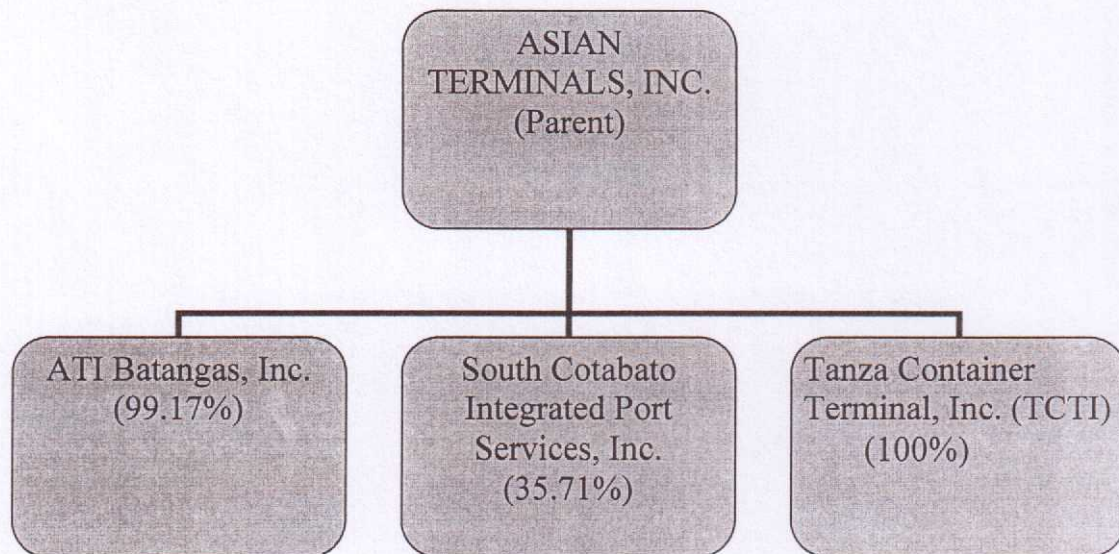 ASIAN
TERMINALS, INC.
(Parent)
ATI Batangas, Inc.
(99.17%)
South Cotabato
Integrated Port
Services, Inc.
(35.71%)
Tanza Container
Terminal, Inc. (TCTI)
(100%)